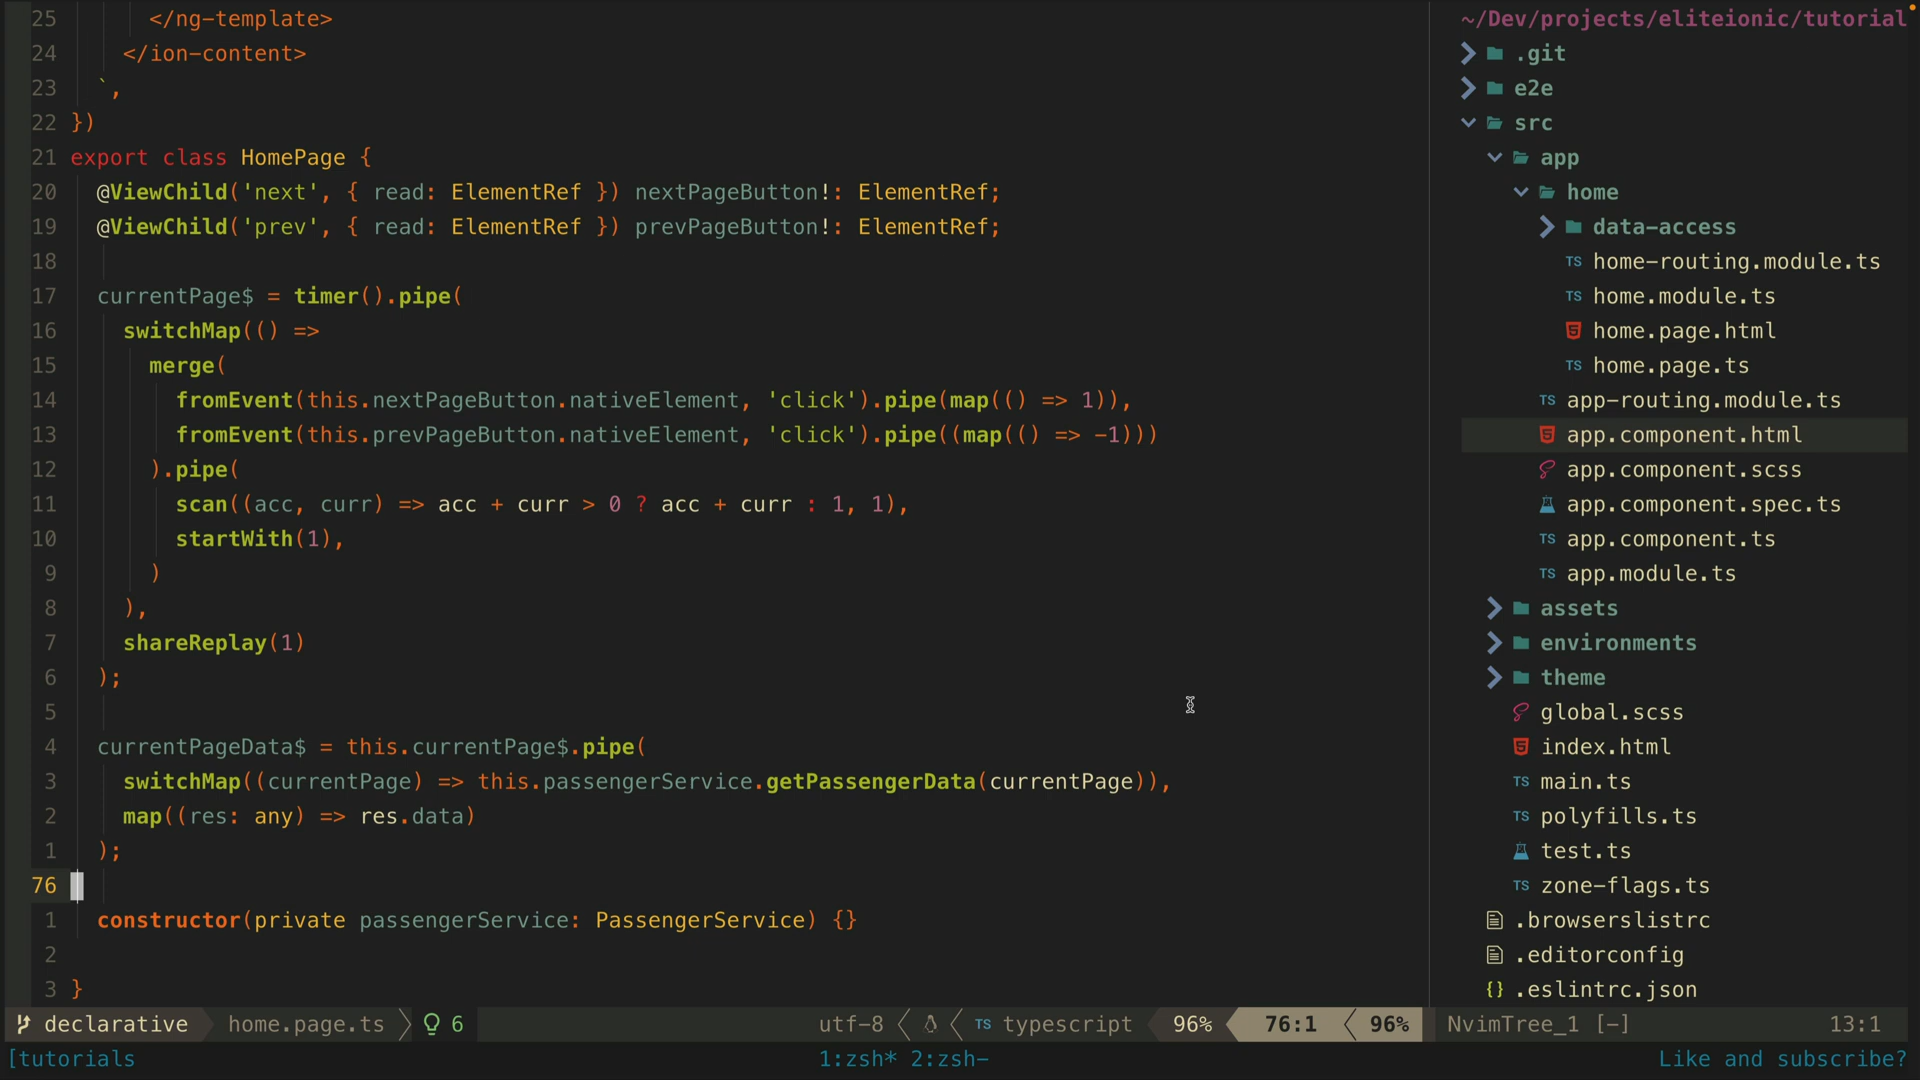 25 </ng-template>
24 </ion-content>
23 `,
22 })
21 export class HomePage {
20 @ViewChild('next', { read: ElementRef }) nextPageButton!: ElementRef;
19 @ViewChild('prev', { read: ElementRef }) prevPageButton!: ElementRef;
18
17 currentPage$ = timer().pipe(
16 switchMap(() =>
15 merge(
14 fromEvent(this.nextPageButton.nativeElement, 'click').pipe(map(() => 1)),
13 fromEvent(this.prevPageButton.nativeElement, 'click').pipe((map(() => -1)))
12 ).pipe(
11 scan((acc, curr) => acc + curr > 0 ? acc + curr : 1, 1),
10 startWith(1),
9 )
8 ),
7 shareReplay(1)
6 );
5
4 currentPageData$ = this.currentPage$.pipe(
3 switchMap((currentPage) => this.passengerService.getPassengerData(currentPage)),
2 map((res: any) => res.data)
1 );
76
1 constructor(private passengerService: PassengerService) {}
2
3 }
~/Dev/projects/eliteionic/tutorial
.git
e2e
src
app
home
data-access
TS home-routing.module.ts
TS home.module.ts
home.page.html
TS home.page.ts
TS app-routing.module.ts
app.component.html
app.component.scss
app.component.spec.ts
TS app.component.ts
TS app.module.ts
assets
environments
theme
global.scss
index.html
TS main.ts
TS polyfills.ts
test.ts
TS zone-flags.ts
.browserslistrc
.editorconfig
{} .eslintrc.json
declarative home.page.ts 6 utf-8 TS typescript 96% 76:1 96% NvimTree_1 [-] 13:1
[tutorials 1:zsh* 2:zsh- Like and subscribe?